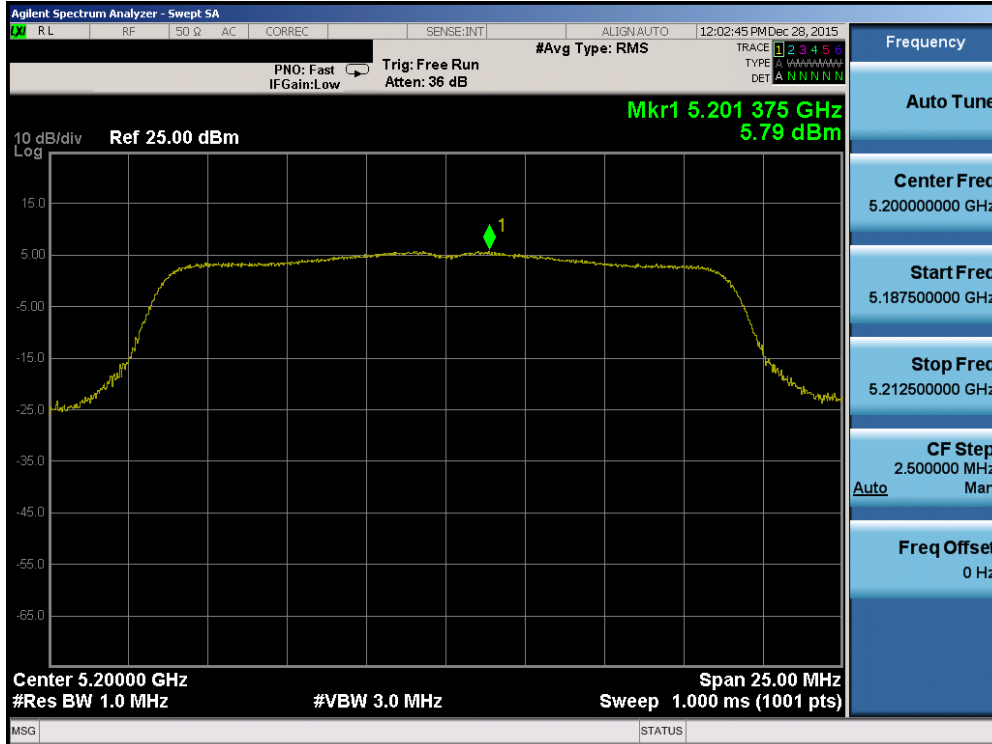 Agilent Spectrum Analyzer - Swept SA
LXI RL RF 50 Ω AC CORREC SENSE:INT ALIGN AUTO 12:02:45 PM Dec 28, 2015
#Avg Type: RMS
TRACE 1 2 3 4 5 6
TYPE A WWWWW
DET A N N N N N
PNO: Fast
IFGain:Low
Trig: Free Run
Atten: 36 dB
Mkr1 5.201 375 GHz
5.79 dBm
10 dB/div Ref 25.00 dBm
Log
1
15.0
5.00
-5.00
-15.0
-25.0
-35.0
-45.0
-55.0
-65.0
Center 5.20000 GHz Span 25.00 MHz
#Res BW 1.0 MHz #VBW 3.0 MHz Sweep 1.000 ms (1001 pts)
MSG STATUS
Frequency
Auto Tune
Center Freq
5.200000000 GHz
Start Freq
5.187500000 GHz
Stop Freq
5.212500000 GHz
CF Step
2.500000 MHz
Auto Man
Freq Offset
0 Hz